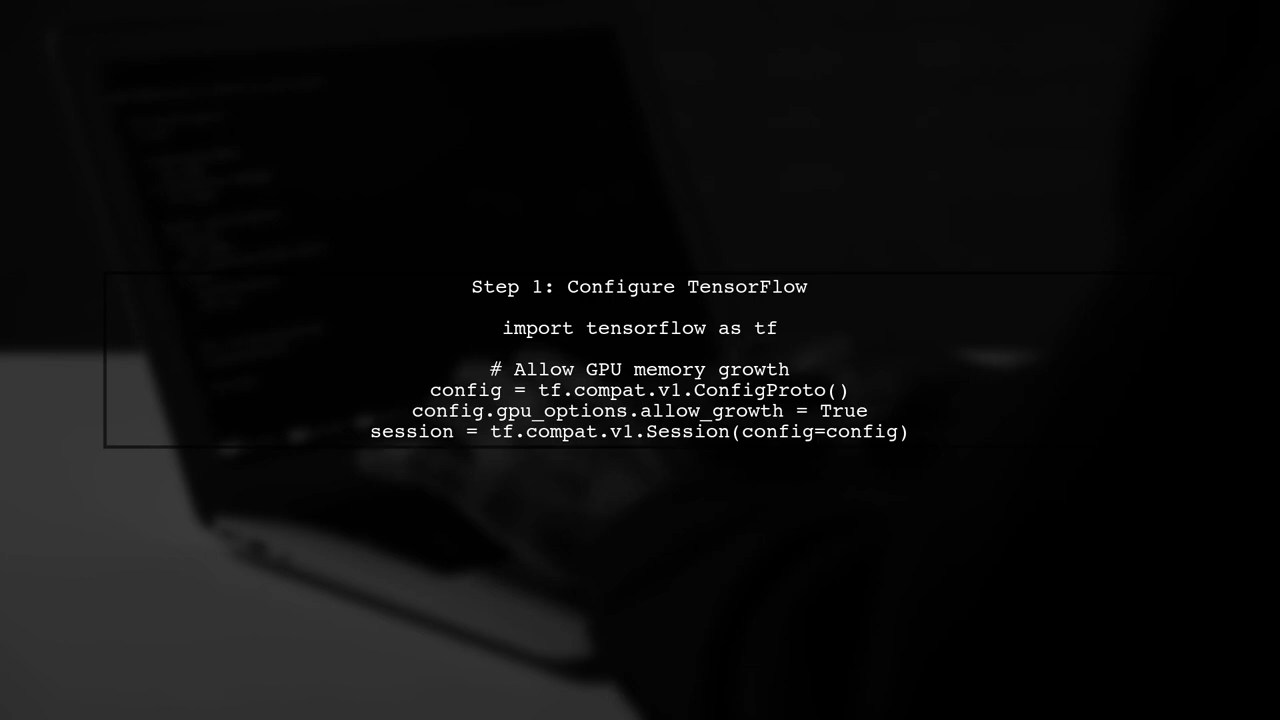 Step 1: Configure TensorFlow
import tensorflow as tf
# Allow GPU memory growth
config = tf.compat.v1.ConfigProto()
config.gpu_options.allow_growth = True
session = tf.compat.v1.Session(config=config)